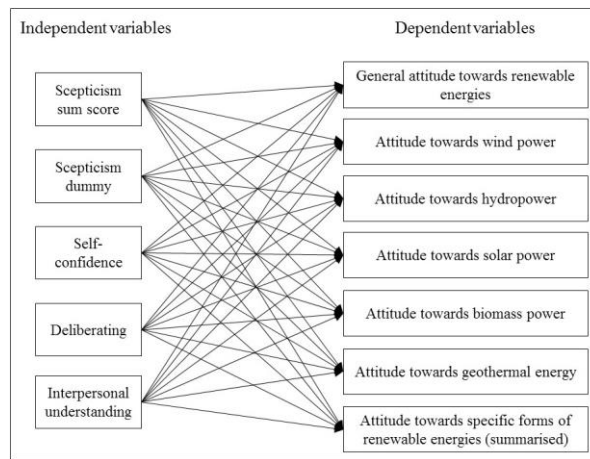 Independent variables
Scepticism
sum score
Scepticism
dummy
Self-
confidence
Deliberating
Interpersonal
understanding
Dependent variables
General attitude towards renewable
energies
Attitude towards wind power
Attitude towards hydropower
Attitude towards solar power
Attitude towards biomass power
Attitude towards geothermal energy
Attitude towards specific forms of
renewable energies (summarised)